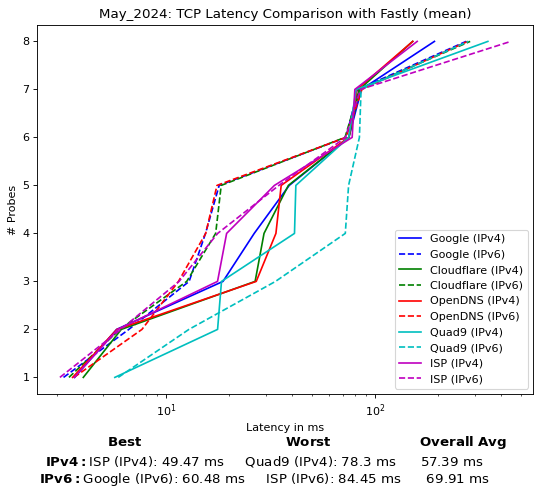 May_2024: TCP Latency Comparison with Fastly (mean)
8
7
6
5
4
3
2
1
# Probes
Google (IPv4)
Google (IPv6)
Cloudflare (IPv4)
Cloudflare (IPv6)
OpenDNS (IPv4)
OpenDNS (IPv6)
Quad9 (IPv4)
Quad9 (IPv6)
ISP (IPv4)
ISP (IPv6)
10¹ 10²
Latency in ms
Best Worst Overall Avg
IPv4: ISP (IPv4): 49.47 ms Quad9 (IPv4): 78.3 ms 57.39 ms
IPv6: Google (IPv6): 60.48 ms ISP (IPv6): 84.45 ms 69.91 ms